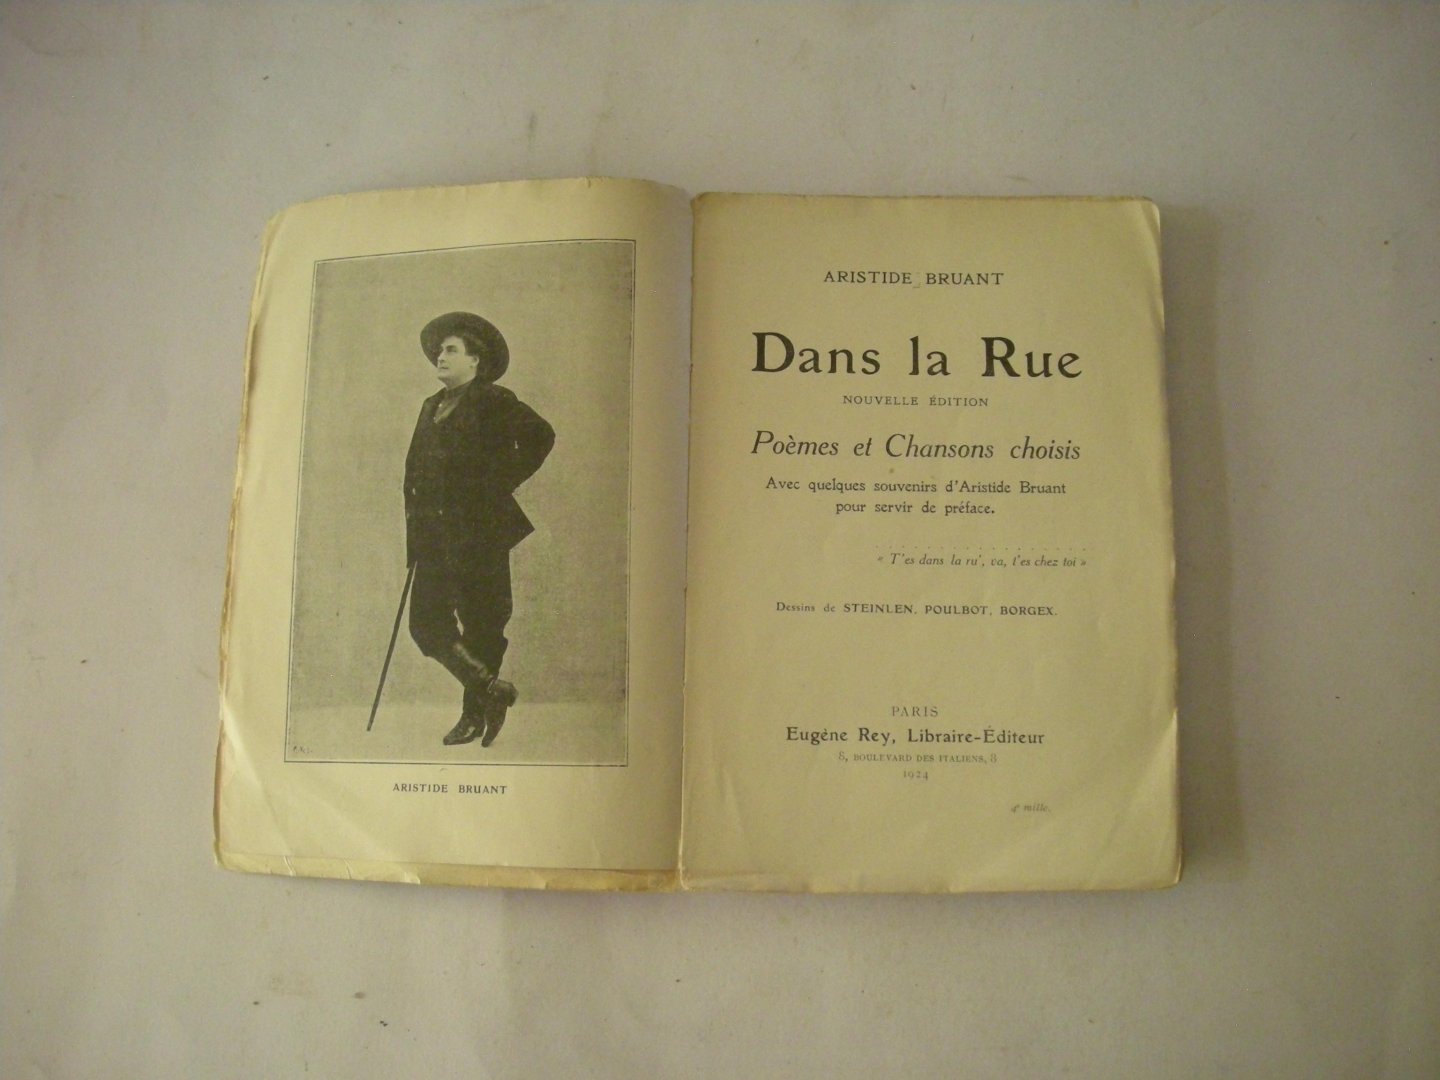 ARISTIDE BRUANT
ARISTIDE BRUANT
Dans la Rue
NOUVELLE ÉDITION
Poèmes et Chansons choisis
Avec quelques souvenirs d'Aristide Bruant
pour servir de préface.
« T'es dans la ru', va, t'es chez toi »
Dessins de STEINLEN, POULBOT, BORGEX.
PARIS
Eugène Rey, Libraire-Éditeur
8, BOULEVARD DES ITALIENS, 8
1924
4e mille.